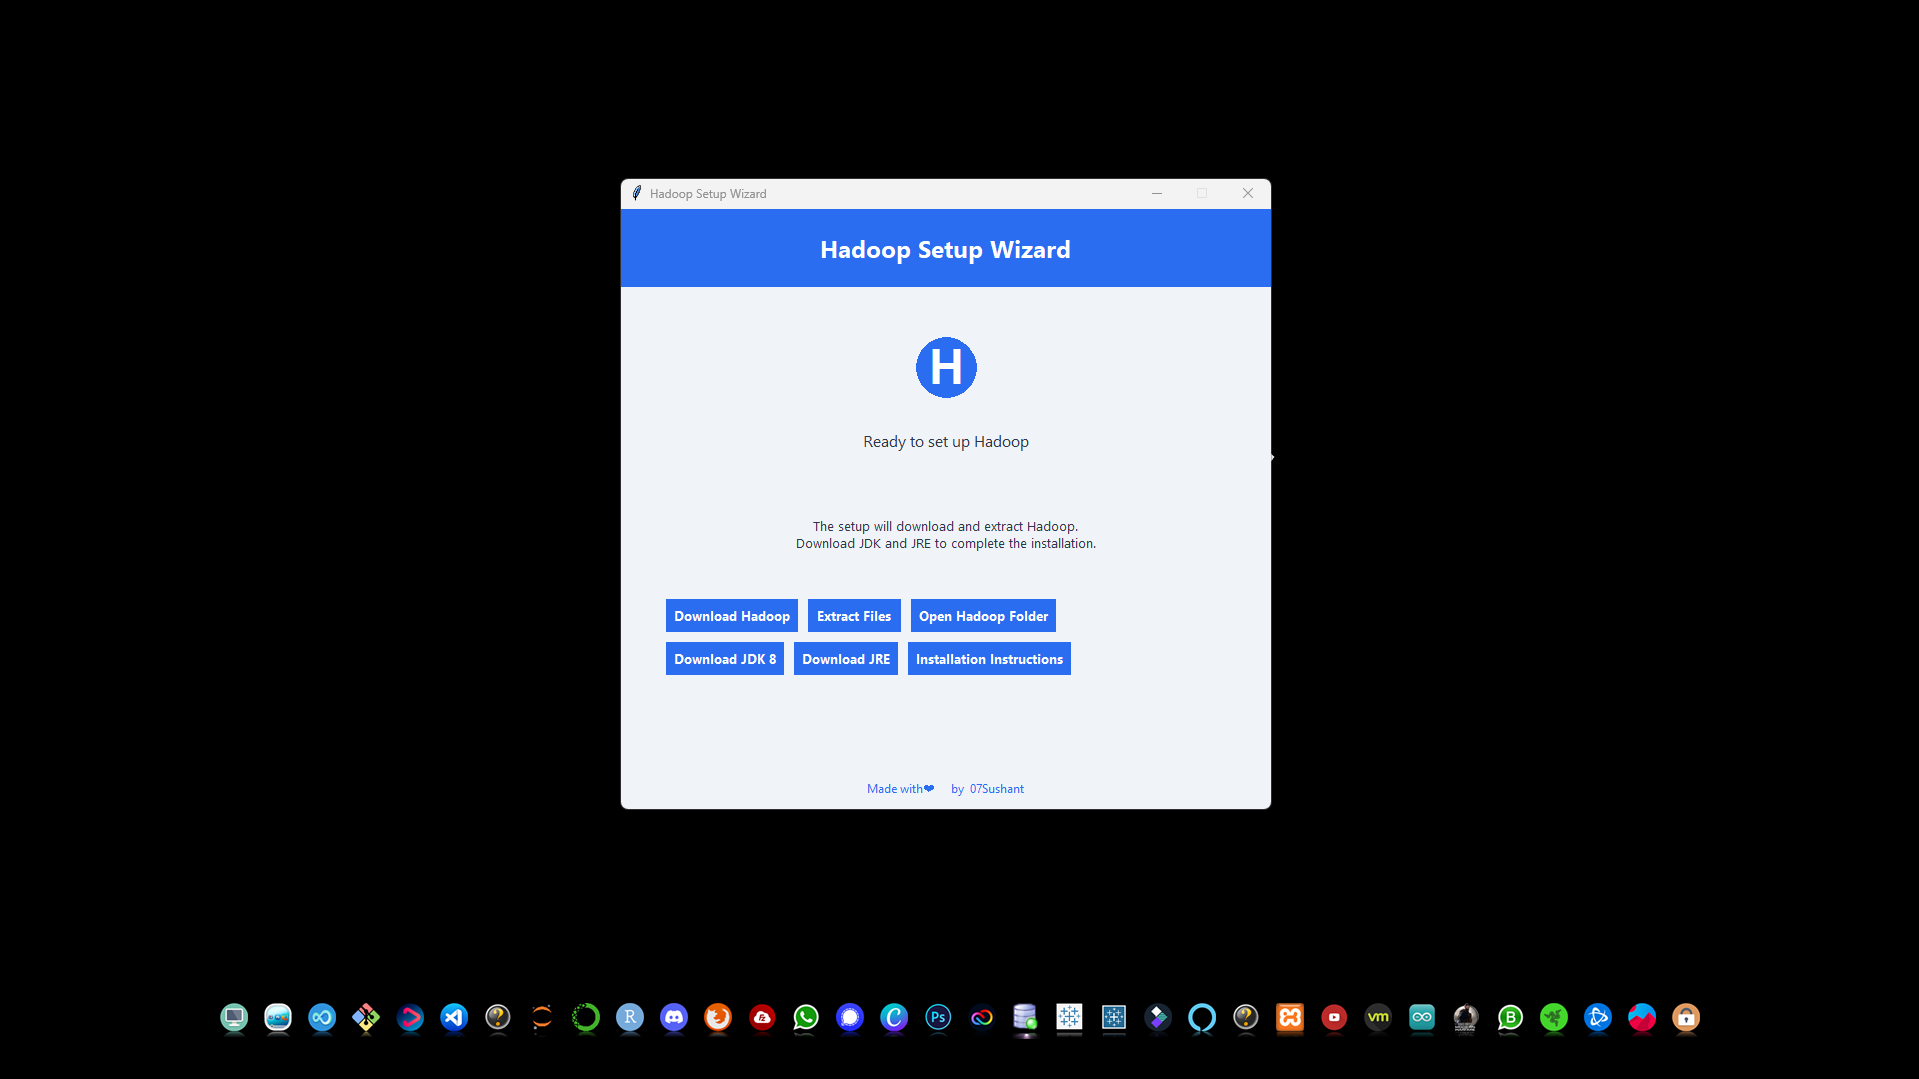 Hadoop Setup Wizard
Hadoop Setup Wizard
H
Ready to set up Hadoop
The setup will download and extract Hadoop.
Download JDK and JRE to complete the installation.
Download Hadoop Extract Files Open Hadoop Folder
Download JDK 8 Download JRE Installation Instructions
Made with❤ by 07Sushant
R Fz C Ps vm B